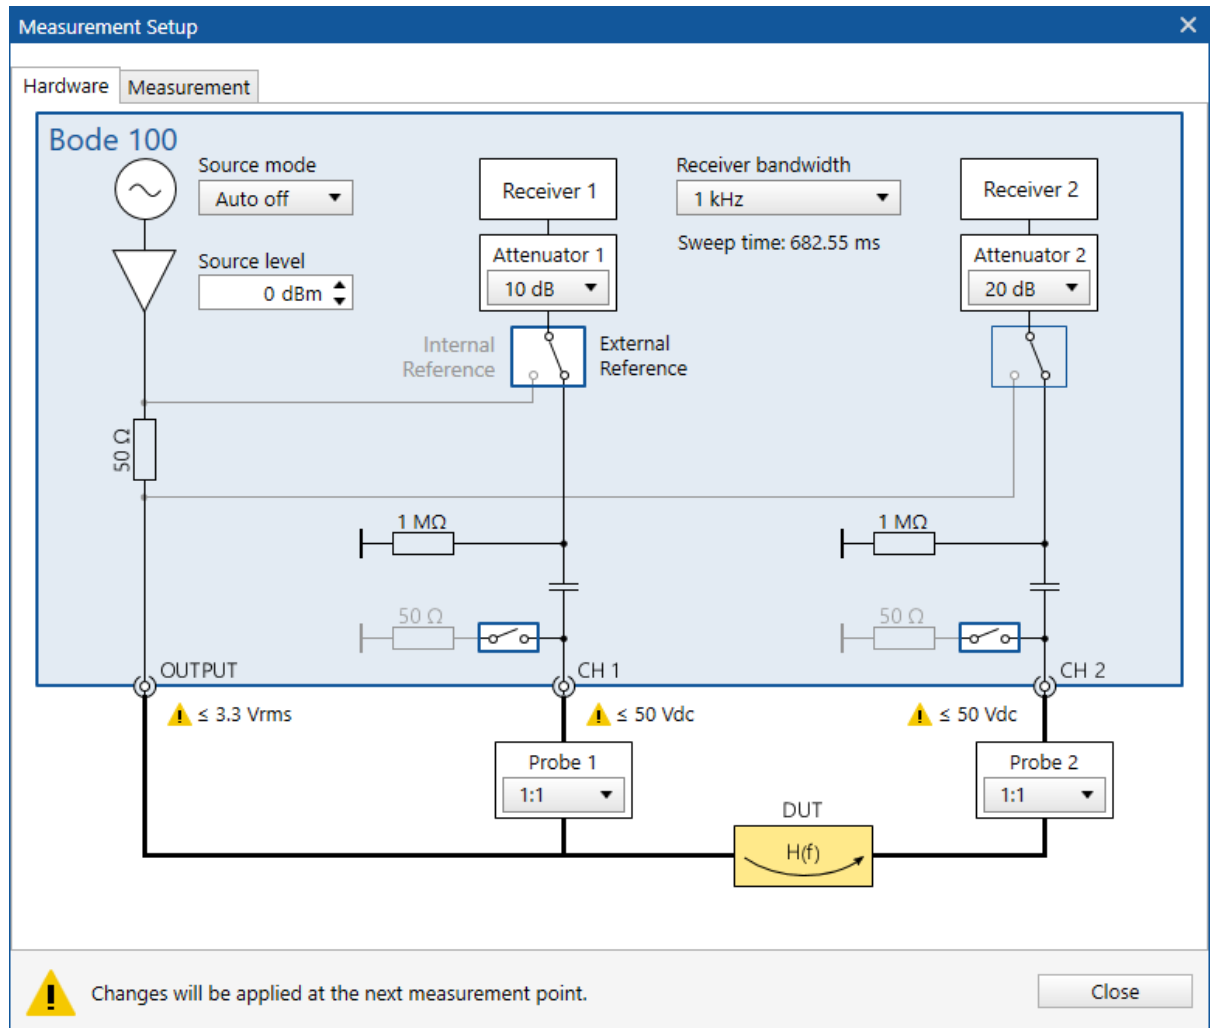 Measurement Setup
Hardware
Measurement
Bode 100
Source mode
Auto off
Source level
0 dBm
Receiver 1
Attenuator 1
10 dB
Receiver bandwidth
1 kHz
Sweep time: 682.55 ms
Receiver 2
Attenuator 2
20 dB
Internal
Reference
External
Reference
50 Ω
1 MΩ
1 MΩ
50 Ω
50 Ω
OUTPUT
CH 1
CH 2
≤ 3.3 Vrms
≤ 50 Vdc
≤ 50 Vdc
Probe 1
1:1
Probe 2
1:1
DUT
H(f)
Changes will be applied at the next measurement point.
Close